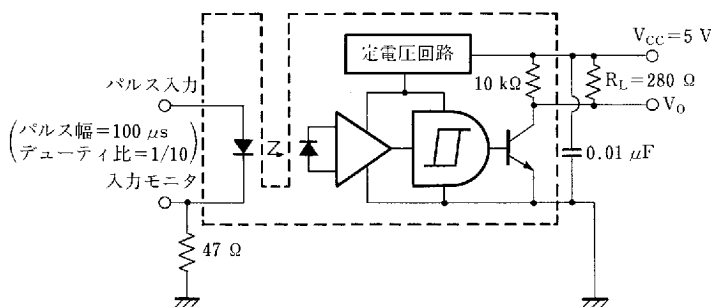 定電圧回路
V_CC=5 V
10 kΩ
R_L=280 Ω
パルス入力
V_O
(パルス幅=100 μs
デューティ比=1/10)
0.01 μF
入力モニタ
47 Ω